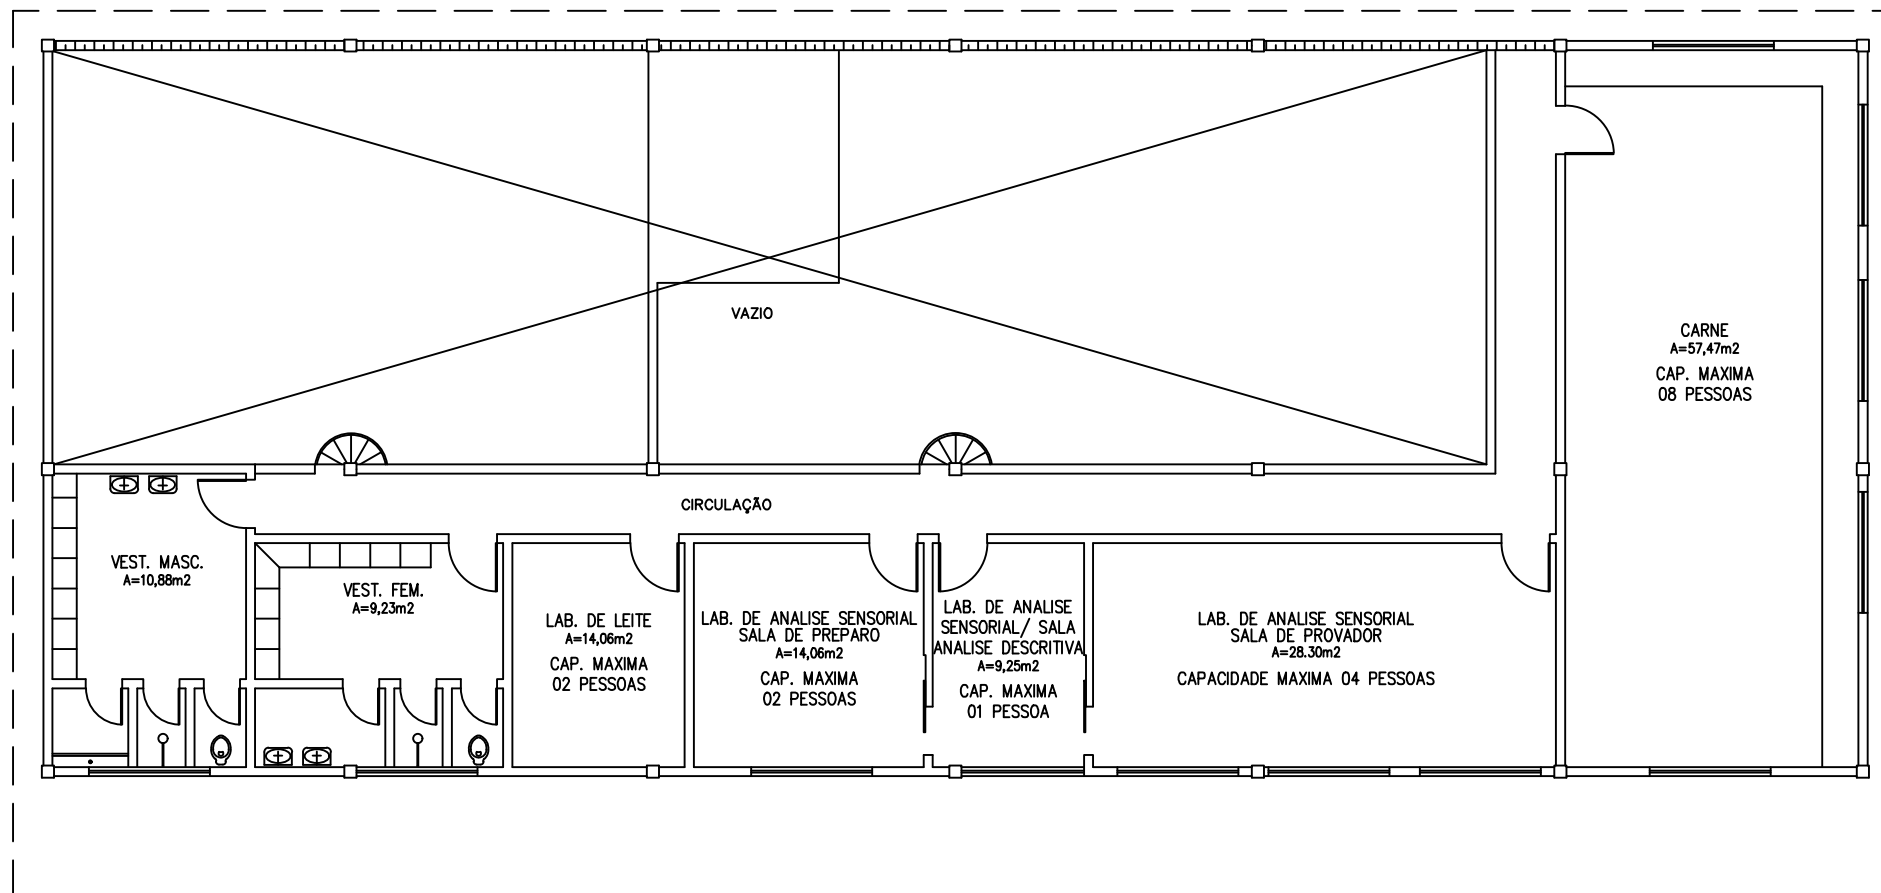 VAZIO
CARNE
A=57,47m2
CAP. MAXIMA
08 PESSOAS
CIRCULAÇÃO
VEST. MASC.
A=10,88m2
VEST. FEM.
A=9,23m2
LAB. DE LEITE
A=14,06m2
CAP. MAXIMA
02 PESSOAS
LAB. DE ANALISE SENSORIAL
SALA DE PREPARO
A=14,06m2
CAP. MAXIMA
02 PESSOAS
LAB. DE ANALISE
SENSORIAL/ SALA
ANALISE DESCRITIVA
A=9,25m2
CAP. MAXIMA
01 PESSOA
LAB. DE ANALISE SENSORIAL
SALA DE PROVADOR
A=28.30m2
CAPACIDADE MAXIMA 04 PESSOAS